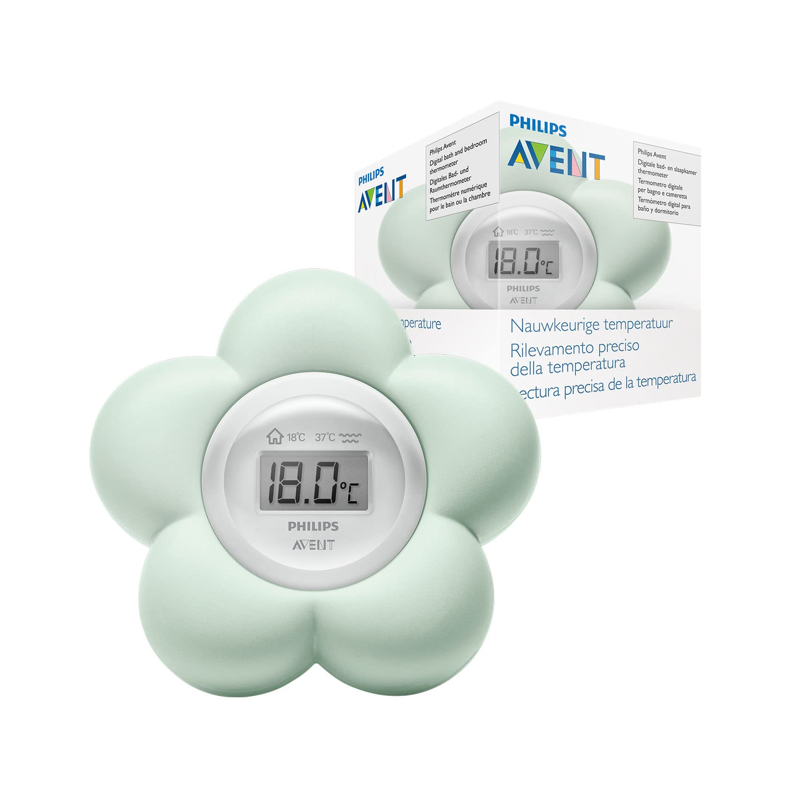 PHILIPS
AVENT
Philips Avent
Digital bath and bedroom
thermometer
Digitales Bad- und
Raumthermometer
Thermomètre numérique
pour le bain ou la chambre
PHILIPS
AVENT
Philips Avent
Digitale bad- en slaapkamer
thermometer
Termometro digitale
per bagno e cameretta
Termómetro digital para
baño y dormitorio
18°C 37°C
18.0°C
PHILIPS
AVENT
mperature
Nauwkeurige temperatuur
Rilevamento preciso
della temperatura
ectura precisa de la temperatura
18°C 37°C
18.0°C
PHILIPS
AVENT